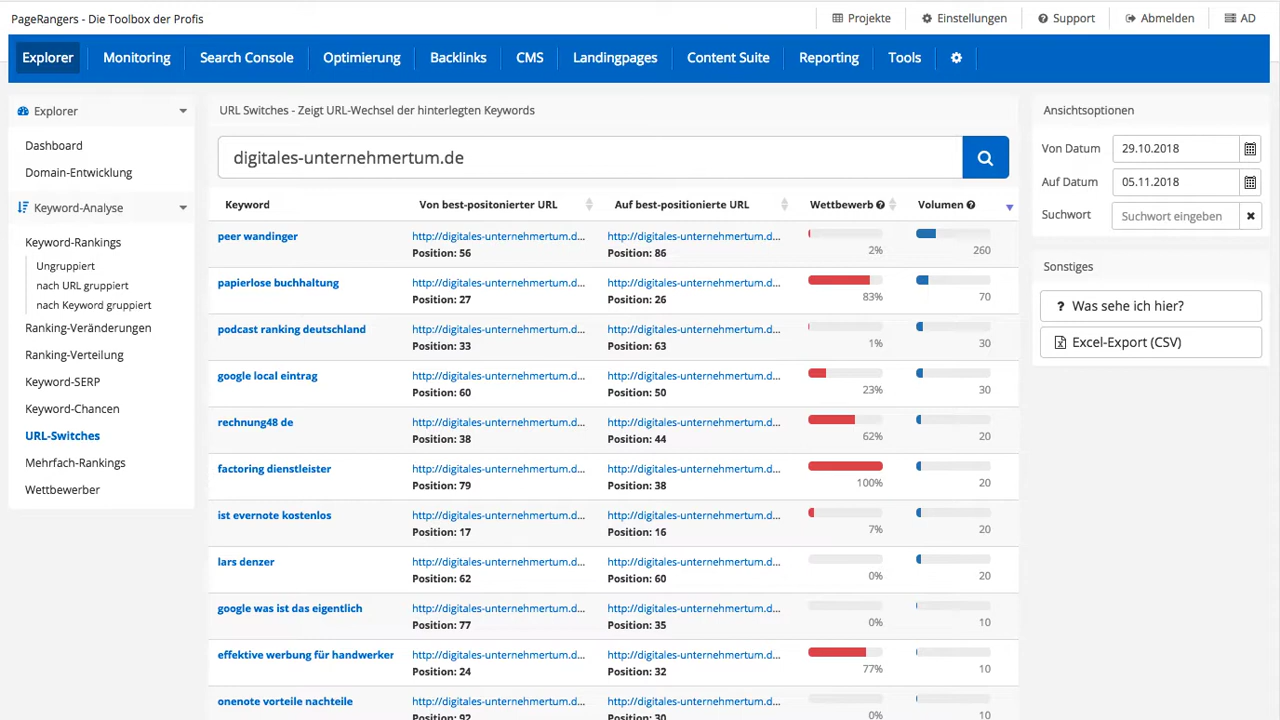 PageRangers - Die Toolbox der Profis
Projekte Einstellungen Support Abmelden AD
Explorer Monitoring Search Console Optimierung Backlinks CMS Landingpages Content Suite Reporting Tools
Explorer
Dashboard
Domain-Entwicklung
Keyword-Analyse
Keyword-Rankings
Ungruppiert
nach URL gruppiert
nach Keyword gruppiert
Ranking-Veränderungen
Ranking-Verteilung
Keyword-SERP
Keyword-Chancen
URL-Switches
Mehrfach-Rankings
Wettbewerber
URL Switches - Zeigt URL-Wechsel der hinterlegten Keywords
digitales-unternehmertum.de
Keyword Von best-positonierter URL Auf best-positionierte URL Wettbewerb Volumen
peer wandinger http://digitales-unternehmertum.d... http://digitales-unternehmertum.d...
Position: 56 Position: 86 2% 260
papierlose buchhaltung http://digitales-unternehmertum.d... http://digitales-unternehmertum.d...
Position: 27 Position: 26 83% 70
podcast ranking deutschland http://digitales-unternehmertum.d... http://digitales-unternehmertum.d...
Position: 33 Position: 63 1% 30
google local eintrag http://digitales-unternehmertum.d... http://digitales-unternehmertum.d...
Position: 60 Position: 50 23% 30
rechnung48 de http://digitales-unternehmertum.d... http://digitales-unternehmertum.d...
Position: 38 Position: 44 62% 20
factoring dienstleister http://digitales-unternehmertum.d... http://digitales-unternehmertum.d...
Position: 79 Position: 38 100% 20
ist evernote kostenlos http://digitales-unternehmertum.d... http://digitales-unternehmertum.d...
Position: 17 Position: 16 7% 20
lars denzer http://digitales-unternehmertum.d... http://digitales-unternehmertum.d...
Position: 62 Position: 60 0% 20
google was ist das eigentlich http://digitales-unternehmertum.d... http://digitales-unternehmertum.d...
Position: 77 Position: 35 0% 10
effektive werbung für handwerker http://digitales-unternehmertum.d... http://digitales-unternehmertum.d...
Position: 24 Position: 32 77% 10
onenote vorteile nachteile http://digitales-unternehmertum.d... http://digitales-unternehmertum.d...
Position: 92 Position: 30 0% 10
Ansichtsoptionen
Von Datum 29.10.2018
Auf Datum 05.11.2018
Suchwort Suchwort eingeben
Sonstiges
Was sehe ich hier?
Excel-Export (CSV)